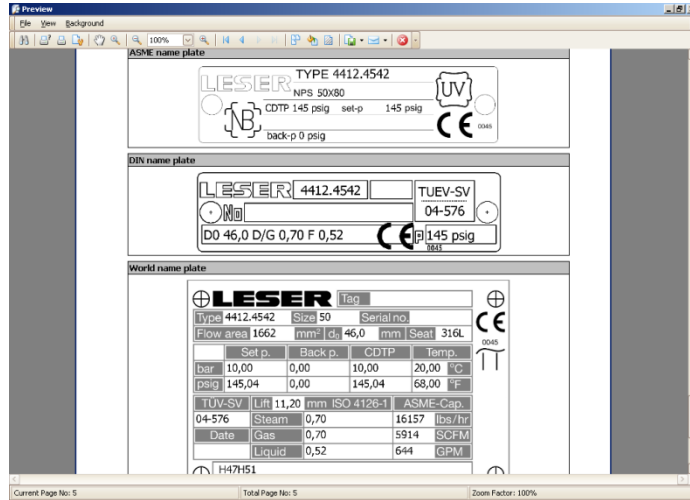 Preview
File View Background
100%
ASME name plate
LESER TYPE 4412.4542
NPS 50X80
UV
CDTP 145 psig set-p 145 psig
NB
CE 0045
back-p 0 psig
DIN name plate
LESER 4412.4542 TUEV-SV
No 04-576
D0 46,0 D/G 0,70 F 0,52 CE p 145 psig
0045
World name plate
LESER Tag
Type 4412.4542 Size 50 Serial no. CE
Flow area 1662 mm² d0 46,0 mm Seat 316L
0045
Set p. Back p. CDTP Temp.
bar 10,00 0,00 10,00 20,00 °C
psig 145,04 0,00 145,04 68,00 °F
TÜV-SV Lift 11,20 mm ISO 4126-1 ASME-Cap.
04-576 Steam 0,70 16157 lbs/hr
Date Gas 0,70 5914 SCFM
Liquid 0,52 644 GPM
H47H51
Current Page No: 5 Total Page No: 5 Zoom Factor: 100%